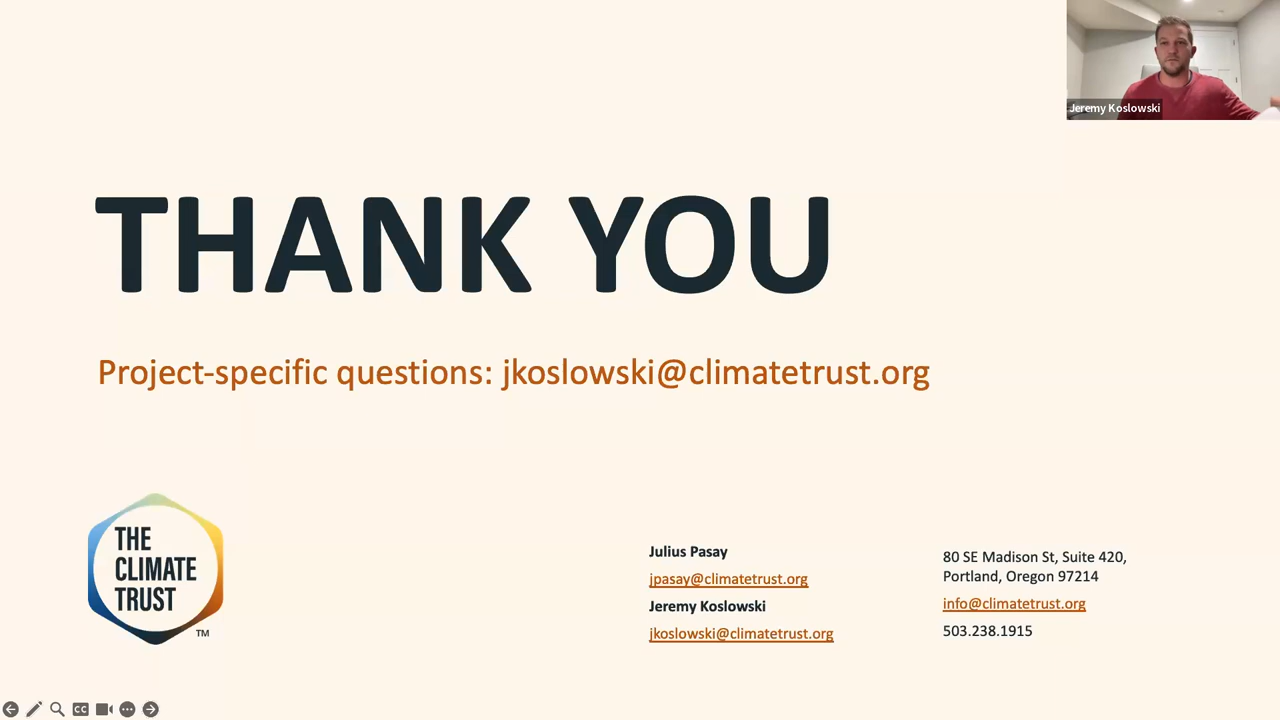 Jeremy Koslowski
THANK YOU
Project-specific questions: jkoslowski@climatetrust.org
THE
CLIMATE
TRUST
TM
Julius Pasay
jpasay@climatetrust.org
Jeremy Koslowski
jkoslowski@climatetrust.org
80 SE Madison St, Suite 420,
Portland, Oregon 97214
info@climatetrust.org
503.238.1915
CC